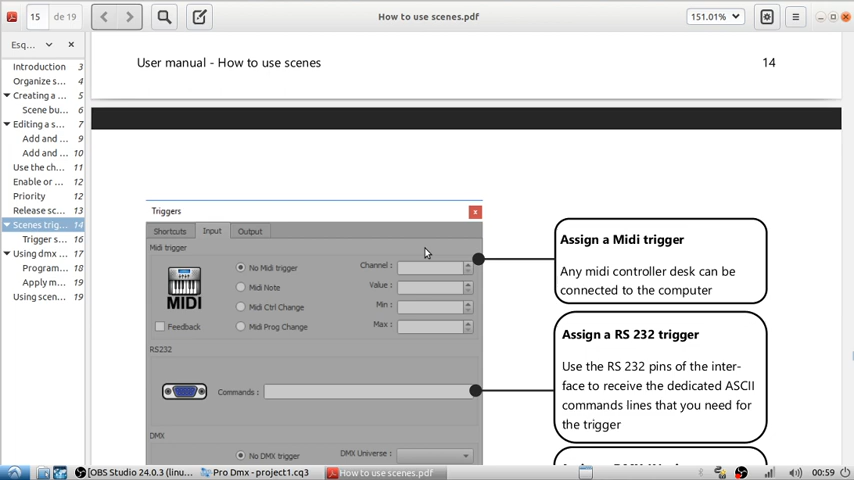 15
de 19
How to use scenes.pdf
151.01%
Esq...
Introduction 3
Organize s... 4
Creating a ... 5
Scene bu... 6
Editing a s... 7
Add and ... 9
Add and ... 10
Use the ch... 11
Enable or ... 12
Priority 12
Release sc... 13
Scenes trig... 14
Trigger s... 16
Using dmx ... 17
Program... 18
Apply m... 18
Using scen... 19
User manual - How to use scenes 14
Triggers
x
Shortcuts Input Output
Midi trigger
No Midi trigger Channel :
Midi Note Value :
Midi Ctrl Change Min :
Midi Prog Change Max :
MIDI
Feedback
RS232
Commands :
DMX
No DMX trigger DMX Universe :
Assign a Midi trigger
Any midi controller desk can be
connected to the computer
Assign a RS 232 trigger
Use the RS 232 pins of the inter-
face to receive the dedicated ASCII
commands lines that you need for
the trigger
[OBS Studio 24.0.3 (linu... Pro Dmx - project1.cq3 How to use scenes.pdf 00:59